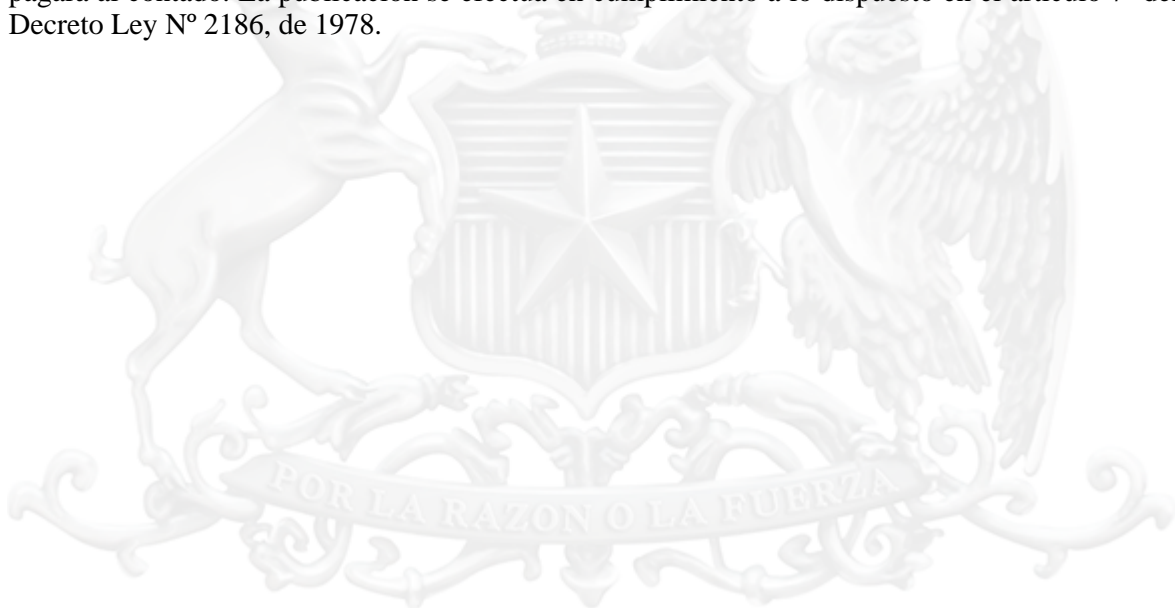 pagará al contado. La publicación se efectúa en cumplimiento a lo dispuesto en el artículo 7º del
Decreto Ley Nº 2186, de 1978.
POR LA RAZON O LA FUERZA